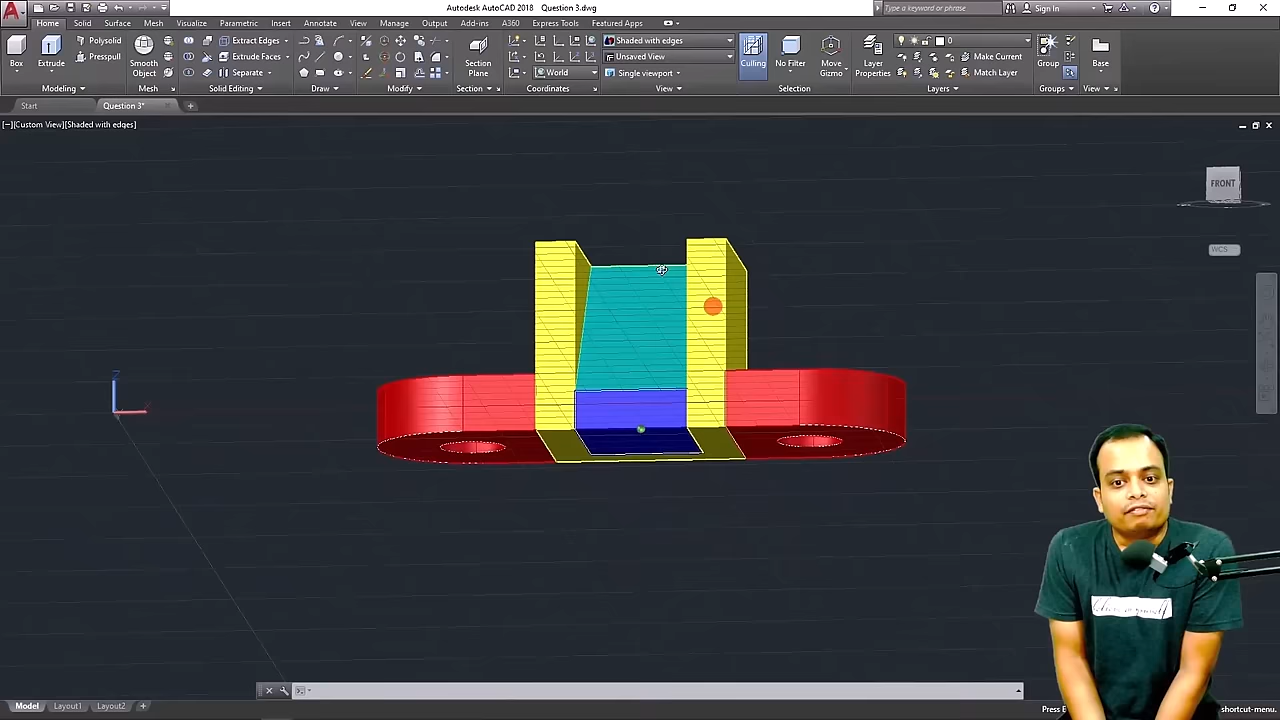 Autodesk AutoCAD 2018 Question 3.dwg
Type a keyword or phrase
Sign In
Home Solid Surface Mesh Visualize Parametric Insert Annotate View Manage Output Add-ins A360 Express Tools Featured Apps
Box
Extrude
Polysolid
Presspull
Smooth
Object
Extract Edges
Extrude Faces
Separate
Section
Plane
World
Shaded with edges
Unsaved View
Single viewport
Culling
No Filter
Move
Gizmo
Layer
Properties
0
Make Current
Match Layer
Group
Base
Modeling Mesh Solid Editing Draw Modify Section Coordinates View Selection Layers Groups View
Start Question 3*
[−][Custom View][Shaded with edges]
FRONT
WCS
Z
Model Layout1 Layout2
Press E
shortcut-menu.